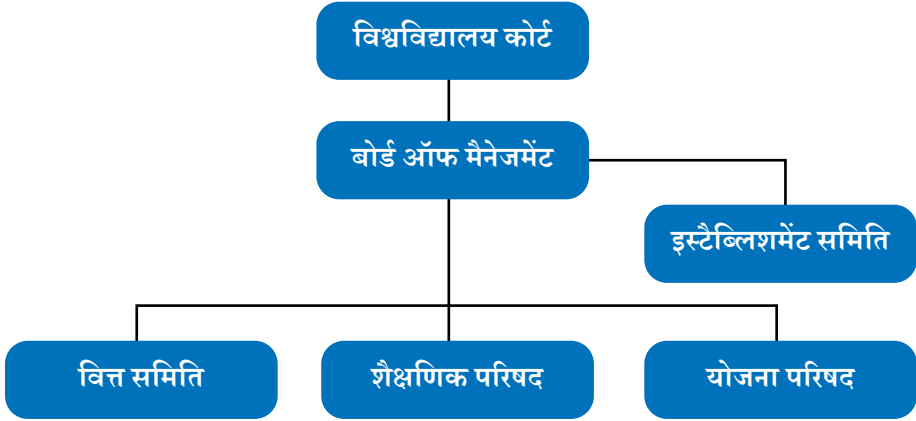 विश्वविद्यालय कोर्ट
बोर्ड ऑफ मैनेजमेंट
इस्टैब्लिशमेंट समिति
वित्त समिति
शैक्षणिक परिषद
योजना परिषद